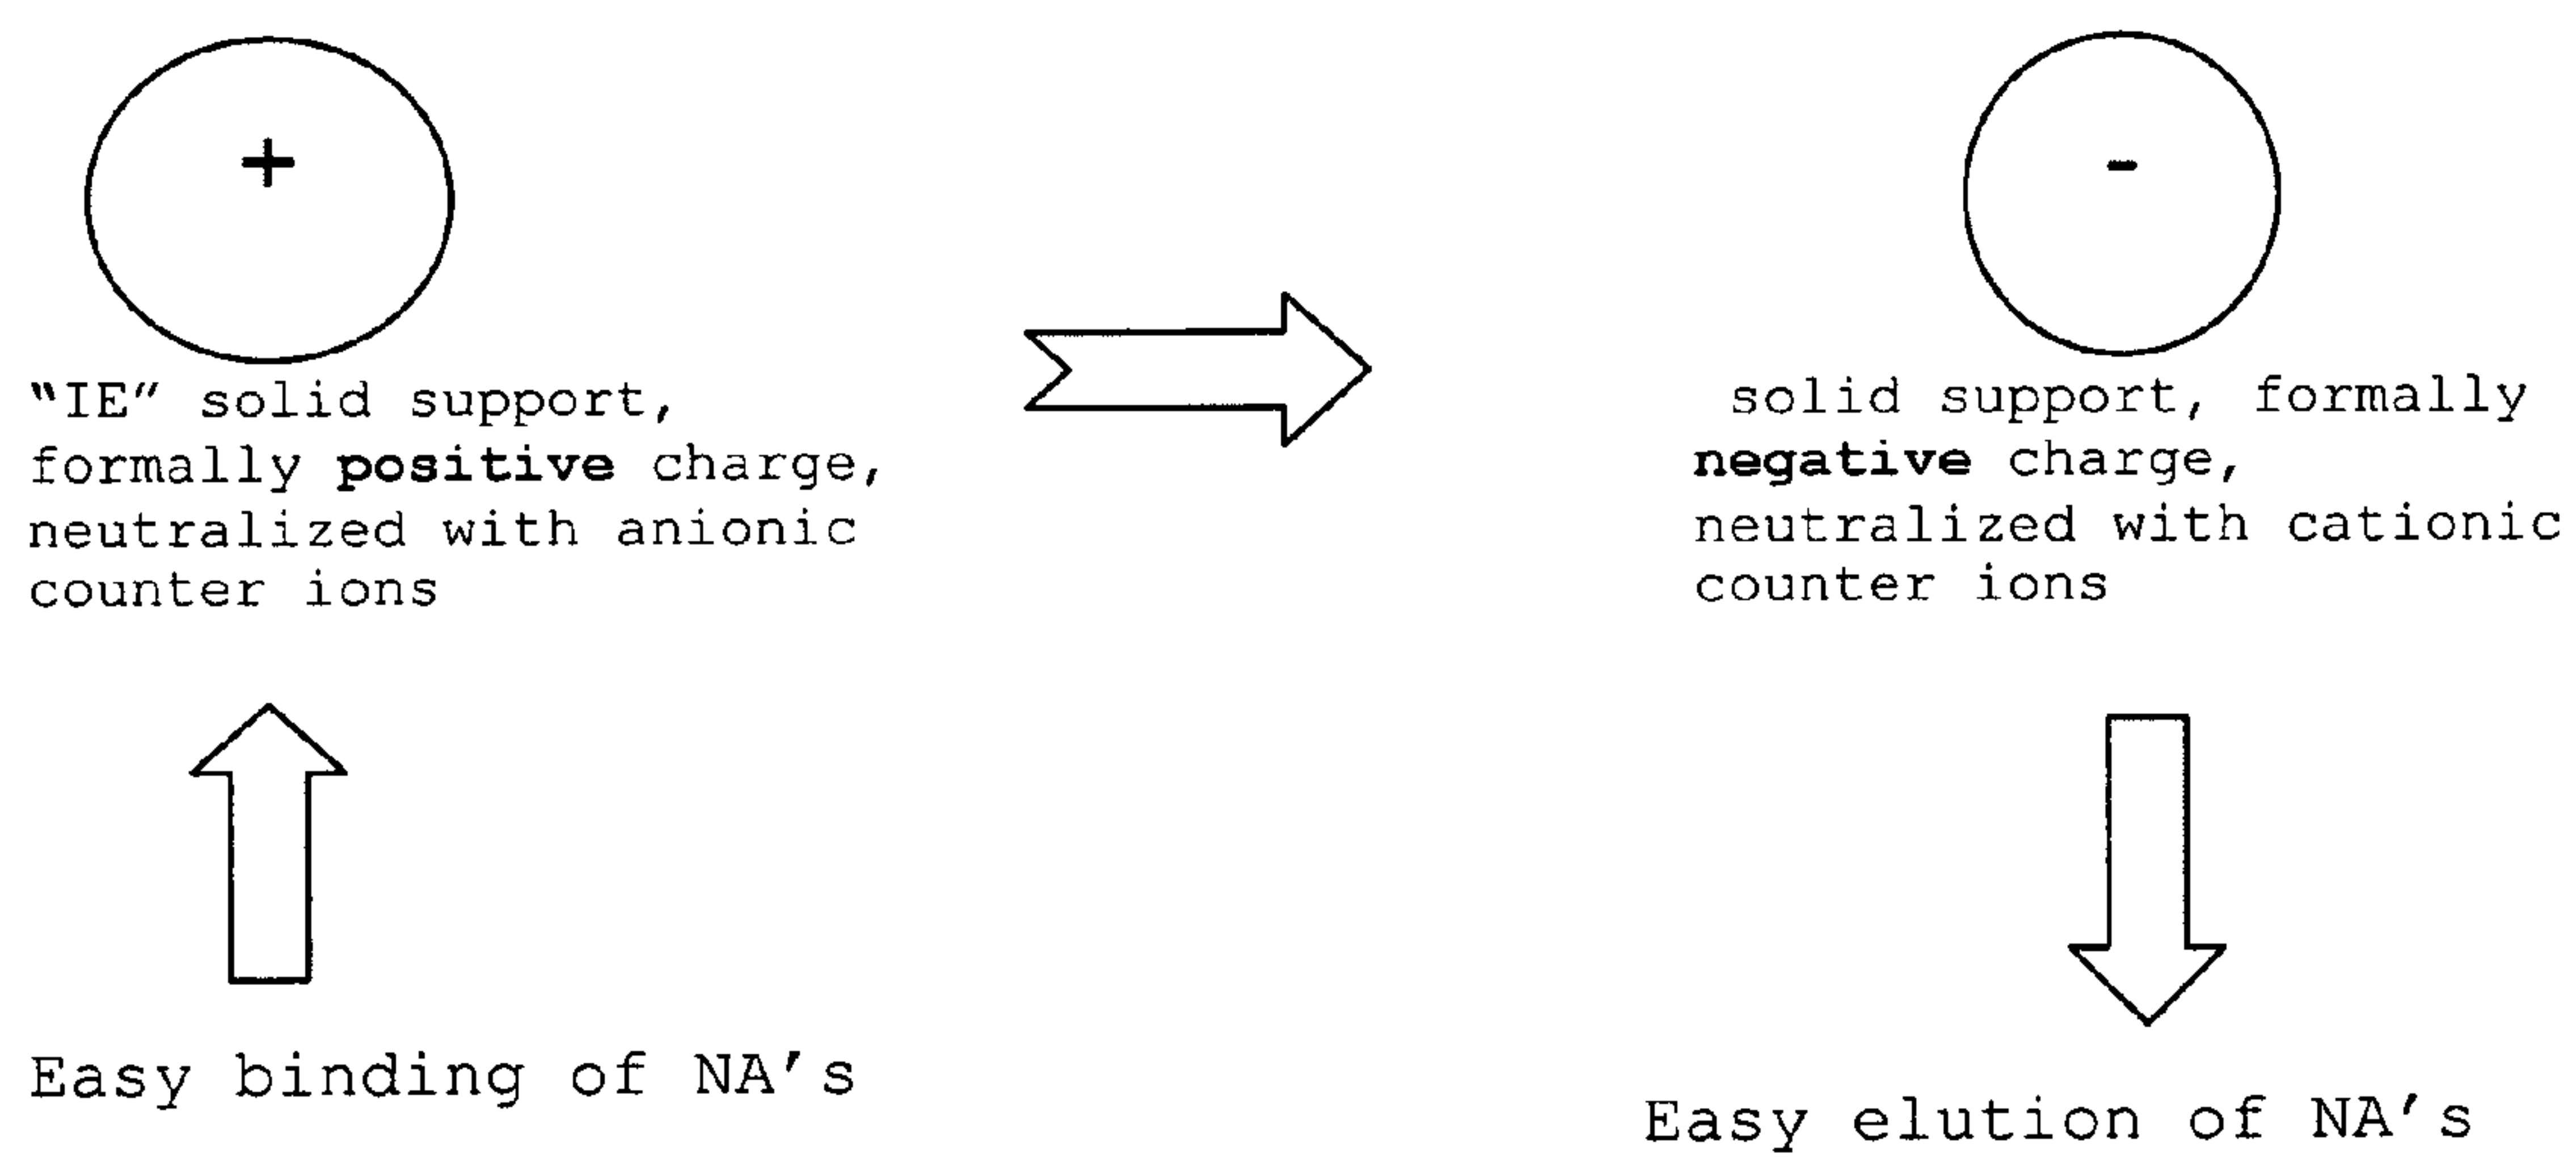 +
"IE" solid support,
formally positive charge,
neutralized with anionic
counter ions
Easy binding of NA's
-
solid support, formally
negative charge,
neutralized with cationic
counter ions
Easy elution of NA's